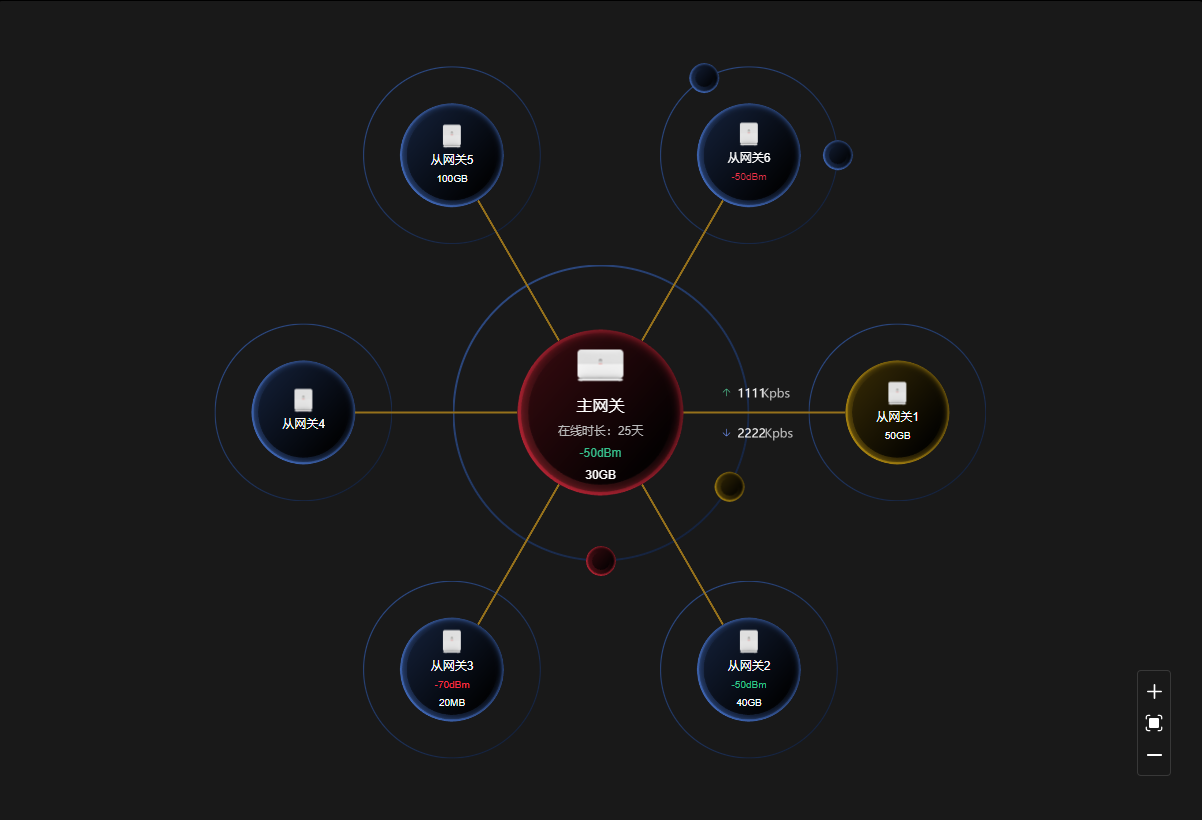 从网关5
100GB
从网关6
-50dBm
主网关
在线时长：25天
-50dBm
30GB
↑ 1111Kpbs
↓ 2222Kpbs
从网关4
从网关1
50GB
从网关3
-70dBm
20MB
从网关2
-50dBm
40GB